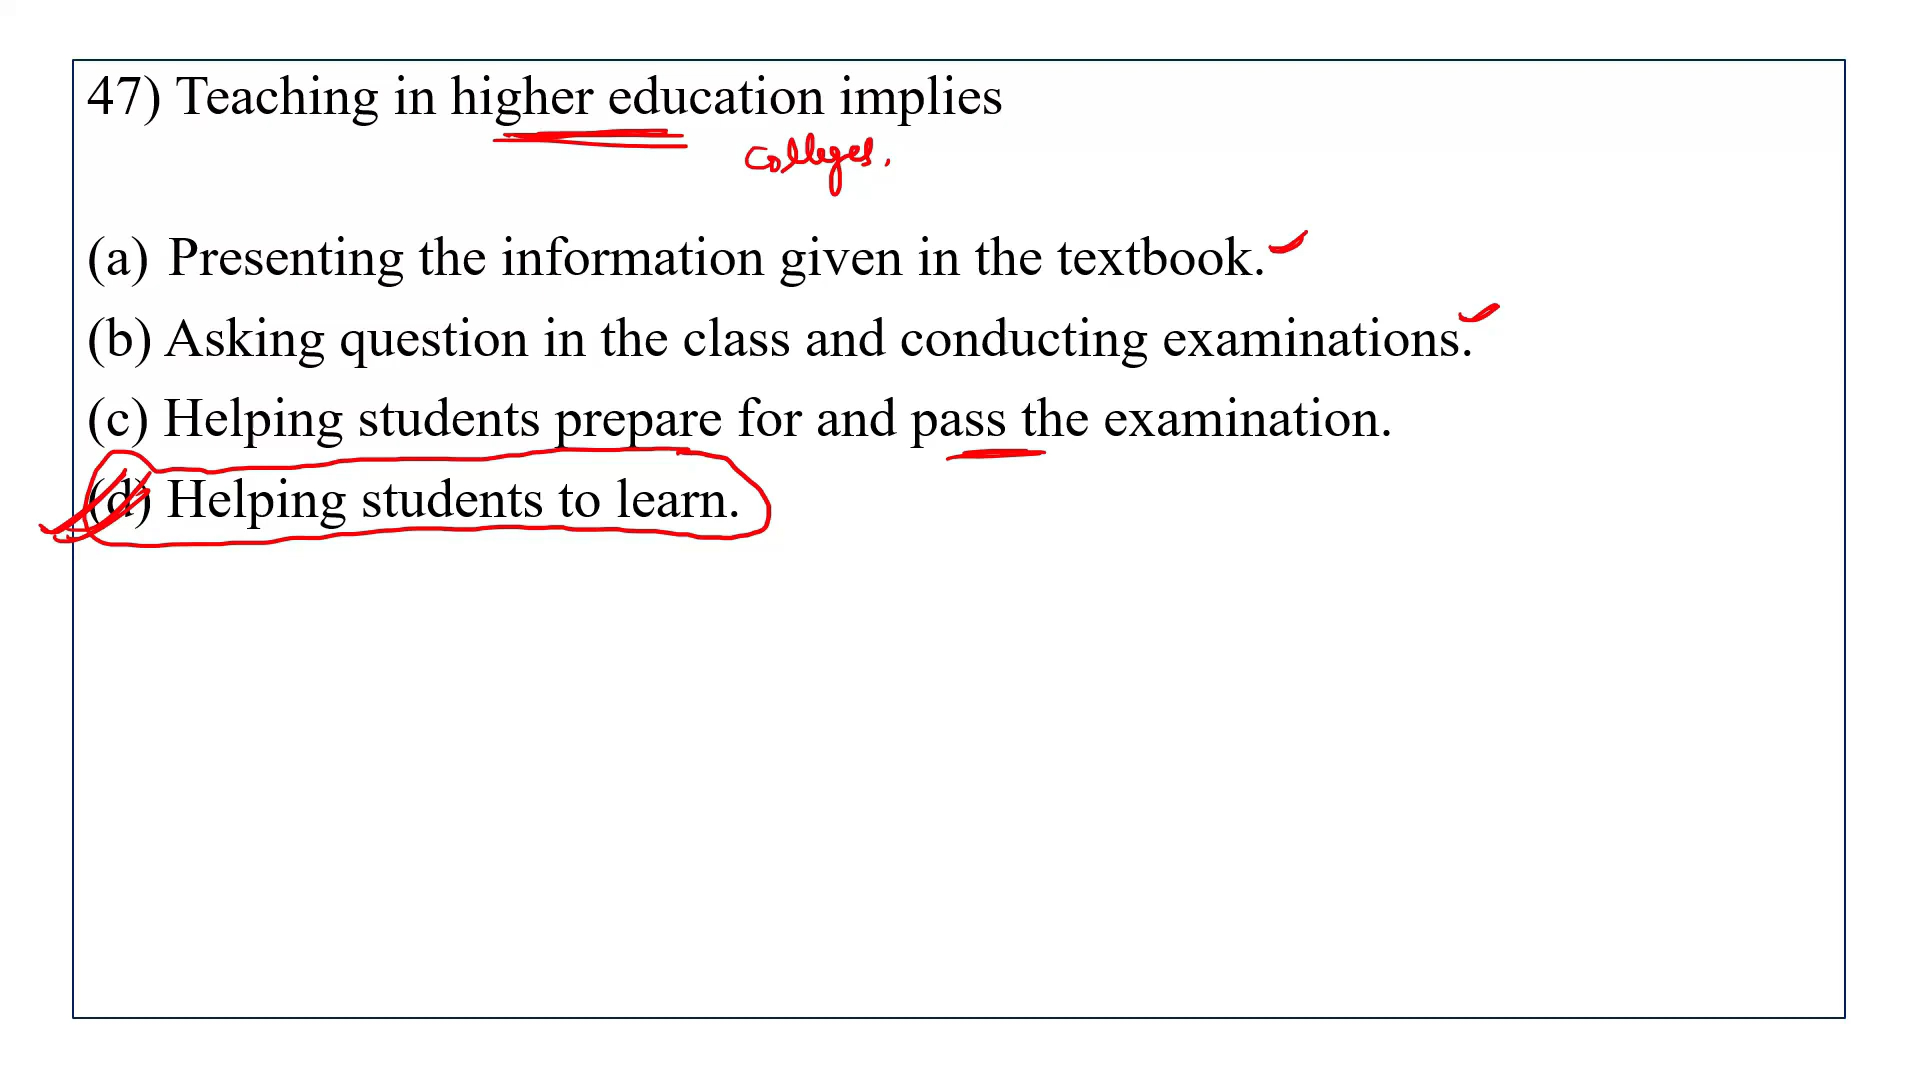 47) Teaching in higher education implies
colleges.
(a) Presenting the information given in the textbook.
(b) Asking question in the class and conducting examinations.
(c) Helping students prepare for and pass the examination.
(d) Helping students to learn.